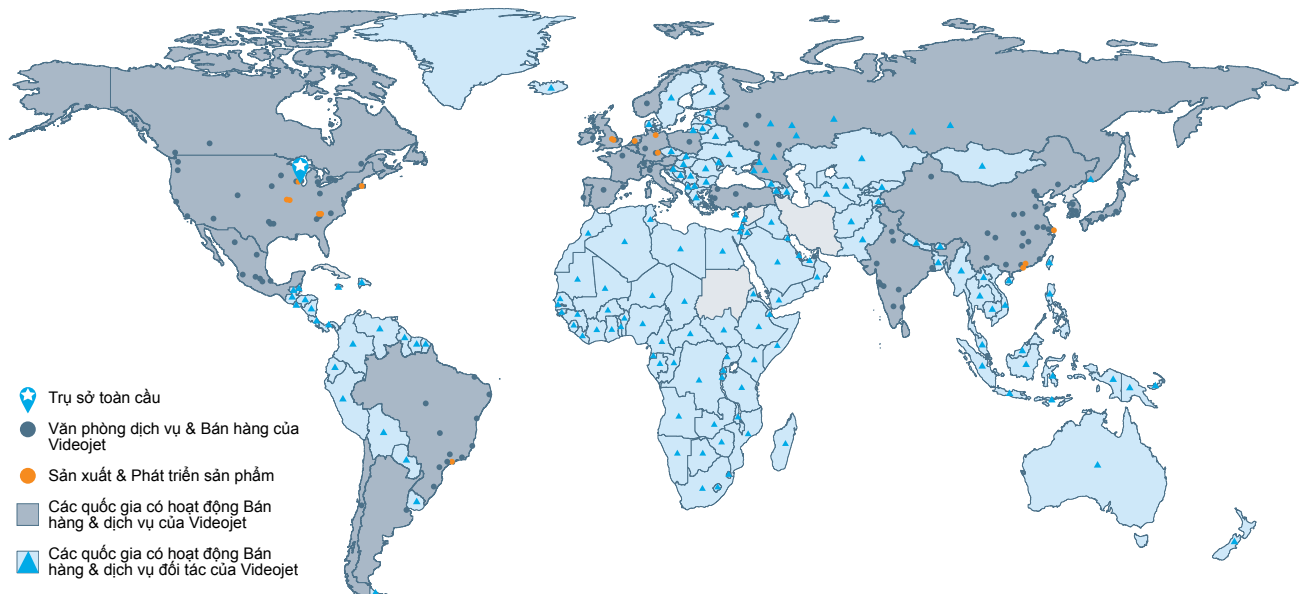 Trụ sở toàn cầu
Văn phòng dịch vụ & Bán hàng của
Videojet
Sản xuất & Phát triển sản phẩm
Các quốc gia có hoạt động Bán
hàng & dịch vụ của Videojet
Các quốc gia có hoạt động Bán
hàng & dịch vụ đối tác của Videojet